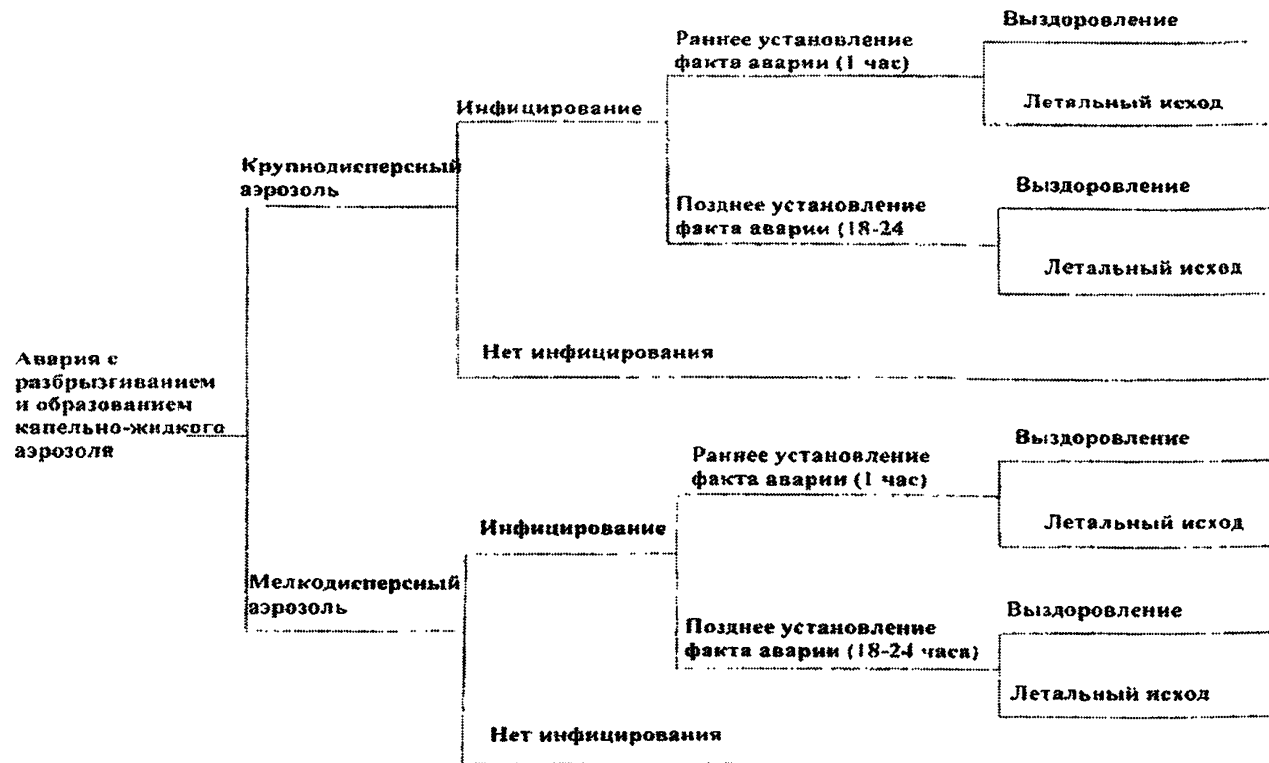 Выздоровление
Раннее установление
факта аварии (1 час)
Летальный исход
Инфицирование
Крупнодисперсный
аэрозоль
Выздоровление
Позднее установление
факта аварии (18-24
Летальный исход
Нет инфицирования
Авария с
разбрызгиванием
и образованием
капельно-жидкого
аэрозоля
Выздоровление
Раннее установление
факта аварии (1 час)
Летальный исход
Инфицирование
Мелкодисперсный
аэрозоль
Выздоровление
Позднее установление
факта аварии (18-24 часа)
Летальный исход
Нет инфицирования